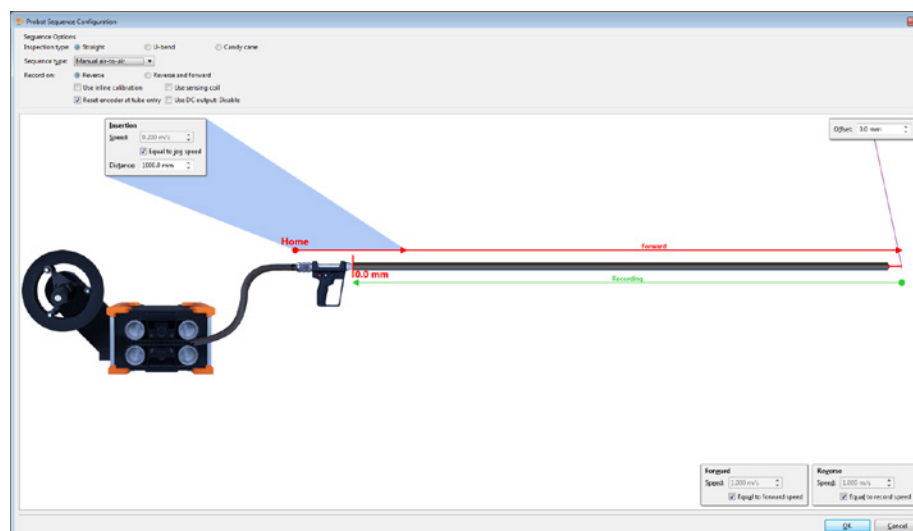 Probot Sequence Configuration
Sequence Options
Inspection type: Straight U-bend Candy cane
Sequence type: Manual air-to-air
Record on: Reverse Reverse and forward
Use inline calibration Use sensing coil
Reset encoder at tube entry Use DC output: Disable
Insertion
Speed: 0.200 m/s
Equal to jog speed
Distance: 1000.0 mm
Offset: 0.0 mm
Home
Forward
0.0 mm
Recording
Forward
Speed: 1.000 m/s
Equal to forward speed
Reverse
Speed: 1.000 m/s
Equal to record speed
OK Cancel